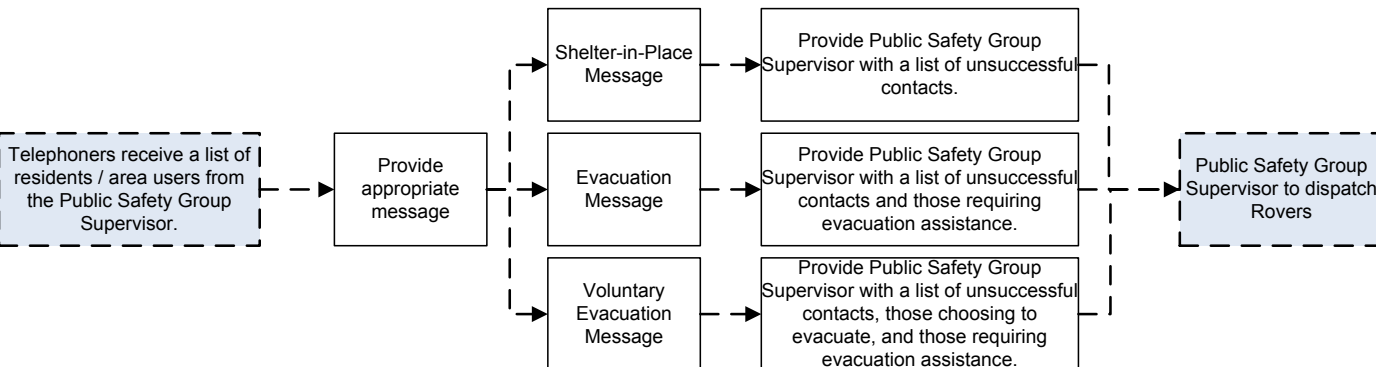 Telephoners receive a list of
residents / area users from
the Public Safety Group
Supervisor.
Provide
appropriate
message
Shelter-in-Place
Message
Provide Public Safety Group
Supervisor with a list of unsuccessful
contacts.
Evacuation
Message
Provide Public Safety Group
Supervisor with a list of unsuccessful
contacts and those requiring
evacuation assistance.
Voluntary
Evacuation
Message
Provide Public Safety Group
Supervisor with a list of unsuccessful
contacts, those choosing to
evacuate, and those requiring
evacuation assistance.
Public Safety Group
Supervisor to dispatch
Rovers